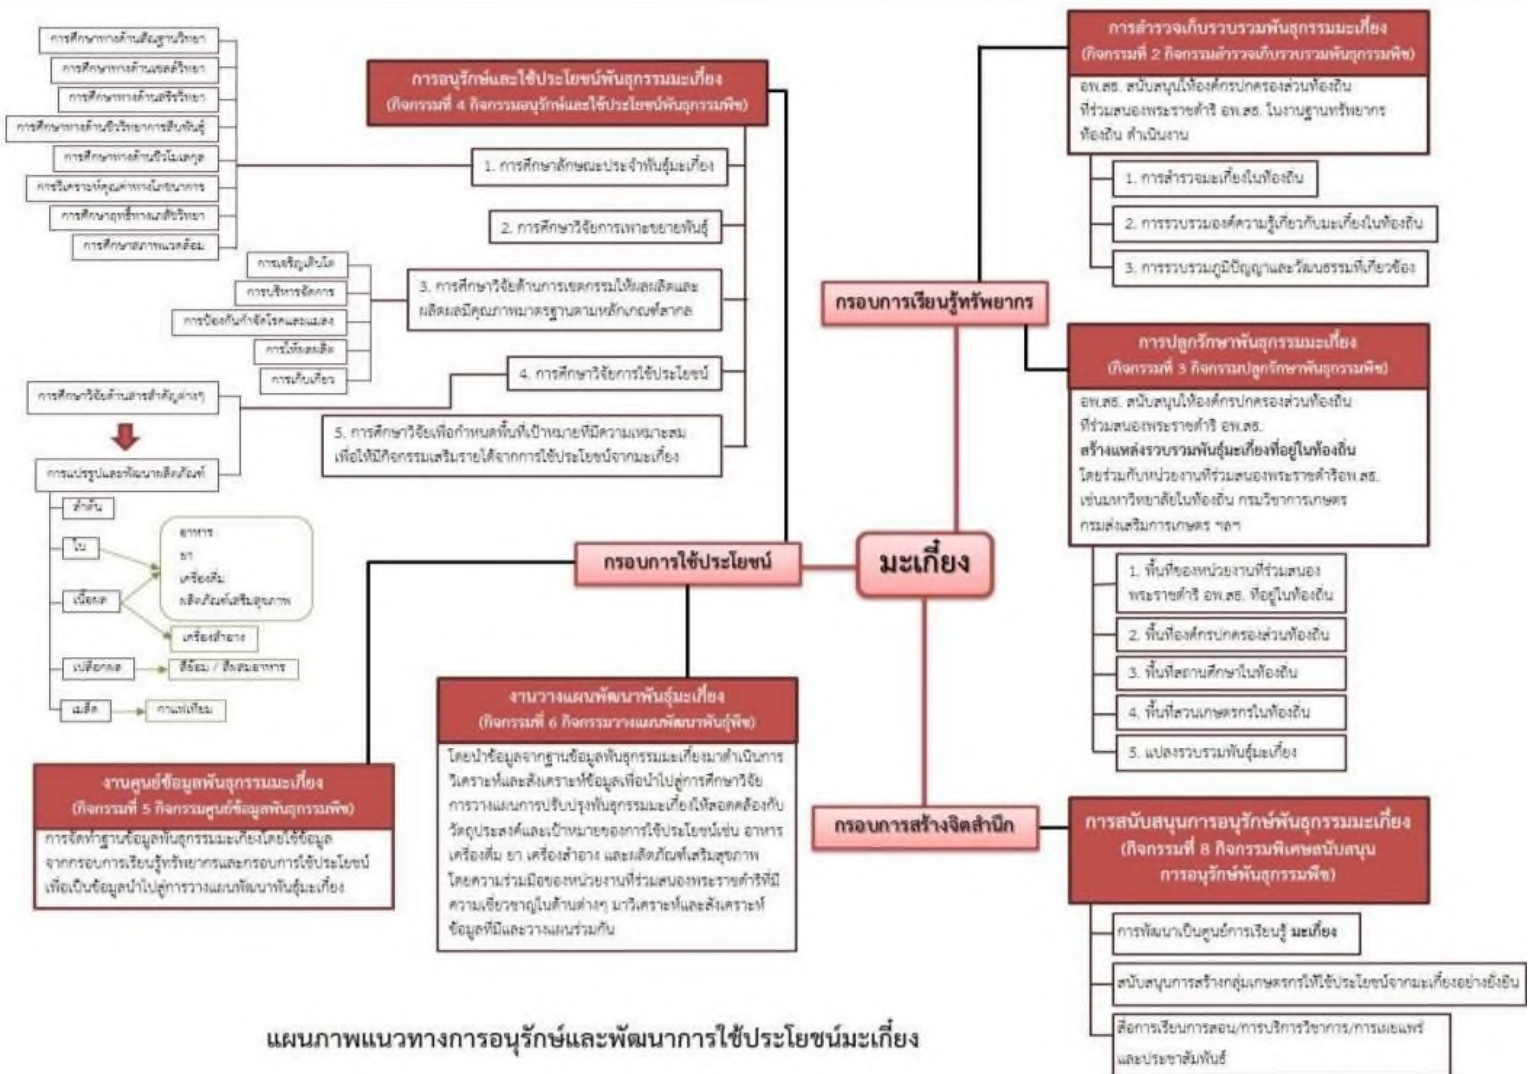 การศึกษาทางด้านสัณฐานวิทยา
การศึกษาทางด้านเซลล์วิทยา
การศึกษาทางด้านสรีรวิทยา
การศึกษาทางด้านชีววิทยาการสืบพันธุ์
การศึกษาทางด้านชีวโมเลกุล
การวิเคราะห์คุณค่าทางโภชนาการ
การศึกษาฤทธิ์ทางเภสัชวิทยา
การศึกษาสภาพแวดล้อม
การอนุรักษ์และใช้ประโยชน์พันธุกรรมมะเกี๋ยง
(กิจกรรมที่ 4 กิจกรรมอนุรักษ์และใช้ประโยชน์พันธุกรรมพืช)
1. การศึกษาลักษณะประจำพันธุ์มะเกี๋ยง
2. การศึกษาวิจัยการเพาะขยายพันธุ์
การเจริญเติบโต
การบริหารจัดการ
การป้องกันกำจัดโรคและแมลง
การให้ผลผลิต
การเก็บเกี่ยว
3. การศึกษาวิจัยด้านการเขตกรรมให้ผลผลิตและ
ผลิตผลมีคุณภาพมาตรฐานตามหลักเกณฑ์สากล
4. การศึกษาวิจัยการใช้ประโยชน์
5. การศึกษาวิจัยเพื่อกำหนดพื้นที่เป้าหมายที่มีความเหมาะสม
เพื่อให้มีกิจกรรมเสริมรายได้จากการใช้ประโยชน์จากมะเกี๋ยง
การศึกษาวิจัยด้านสารสำคัญต่างๆ
การแปรรูปและพัฒนาผลิตภัณฑ์
ลำต้น
ใบ
เนื้อผล
เปลือกผล
เมล็ด
อาหาร
ยา
เครื่องดื่ม
ผลิตภัณฑ์เสริมสุขภาพ
เครื่องสำอาง
สีย้อม / สีผสมอาหาร
กาแฟเทียม
กรอบการใช้ประโยชน์
มะเกี๋ยง
งานศูนย์ข้อมูลพันธุกรรมมะเกี๋ยง
(กิจกรรมที่ 5 กิจกรรมศูนย์ข้อมูลพันธุกรรมพืช)
การจัดทำฐานข้อมูลพันธุกรรมมะเกี๋ยงโดยใช้ข้อมูล
จากกรอบการเรียนรู้ทรัพยากรและกรอบการใช้ประโยชน์
เพื่อเป็นข้อมูลนำไปสู่การวางแผนพัฒนาพันธุ์มะเกี๋ยง
งานวางแผนพัฒนาพันธุ์มะเกี๋ยง
(กิจกรรมที่ 6 กิจกรรมวางแผนพัฒนาพันธุ์พืช)
โดยนำข้อมูลจากฐานข้อมูลพันธุกรรมมะเกี๋ยงมาดำเนินการ
วิเคราะห์และสังเคราะห์ข้อมูลเพื่อนำไปสู่การศึกษาวิจัย
การวางแผนการปรับปรุงพันธุกรรมมะเกี๋ยงให้สอดคล้องกับ
วัตถุประสงค์และเป้าหมายของการใช้ประโยชน์เช่น อาหาร
เครื่องดื่ม ยา เครื่องสำอาง และผลิตภัณฑ์เสริมสุขภาพ
โดยความร่วมมือของหน่วยงานที่ร่วมสนองพระราชดำริที่มี
ความเชี่ยวชาญในด้านต่างๆ มาวิเคราะห์และสังเคราะห์
ข้อมูลที่มีและวางแผนร่วมกัน
การสำรวจเก็บรวบรวมพันธุกรรมมะเกี๋ยง
(กิจกรรมที่ 2 กิจกรรมสำรวจเก็บรวบรวมพันธุกรรมพืช)
อพ.สธ. สนับสนุนให้องค์กรปกครองส่วนท้องถิ่น
ที่ร่วมสนองพระราชดำริ อพ.สธ. ในงานฐานทรัพยากร
ท้องถิ่น ดำเนินงาน
1. การสำรวจมะเกี๋ยงในท้องถิ่น
2. การรวบรวมองค์ความรู้เกี่ยวกับมะเกี๋ยงในท้องถิ่น
3. การรวบรวมภูมิปัญญาและวัฒนธรรมที่เกี่ยวข้อง
กรอบการเรียนรู้ทรัพยากร
การปลูกรักษาพันธุกรรมมะเกี๋ยง
(กิจกรรมที่ 3 กิจกรรมปลูกรักษาพันธุกรรมพืช)
อพ.สธ. สนับสนุนให้องค์กรปกครองส่วนท้องถิ่น
ที่ร่วมสนองพระราชดำริ อพ.สธ.
สร้างแหล่งรวบรวมพันธุ์มะเกี๋ยงที่อยู่ในท้องถิ่น
โดยร่วมกับหน่วยงานที่ร่วมสนองพระราชดำริอพ.สธ.
เช่นมหาวิทยาลัยในท้องถิ่น กรมวิชาการเกษตร
กรมส่งเสริมการเกษตร ฯลฯ
1. พื้นที่ของหน่วยงานที่ร่วมสนอง
พระราชดำริ อพ.สธ. ที่อยู่ในท้องถิ่น
2. พื้นที่องค์กรปกครองส่วนท้องถิ่น
3. พื้นที่สถานศึกษาในท้องถิ่น
4. พื้นที่สวนเกษตรกรในท้องถิ่น
5. แปลงรวบรวมพันธุ์มะเกี๋ยง
กรอบการสร้างจิตสำนึก
การสนับสนุนการอนุรักษ์พันธุกรรมมะเกี๋ยง
(กิจกรรมที่ 8 กิจกรรมพิเศษสนับสนุน
การอนุรักษ์พันธุกรรมพืช)
การพัฒนาเป็นศูนย์การเรียนรู้ มะเกี๋ยง
สนับสนุนการสร้างกลุ่มเกษตรกรให้ใช้ประโยชน์จากมะเกี๋ยงอย่างยั่งยืน
สื่อการเรียนการสอน/การบริการวิชาการ/การเผยแพร่
และประชาสัมพันธ์
แผนภาพแนวทางการอนุรักษ์และพัฒนาการใช้ประโยชน์มะเกี๋ยง